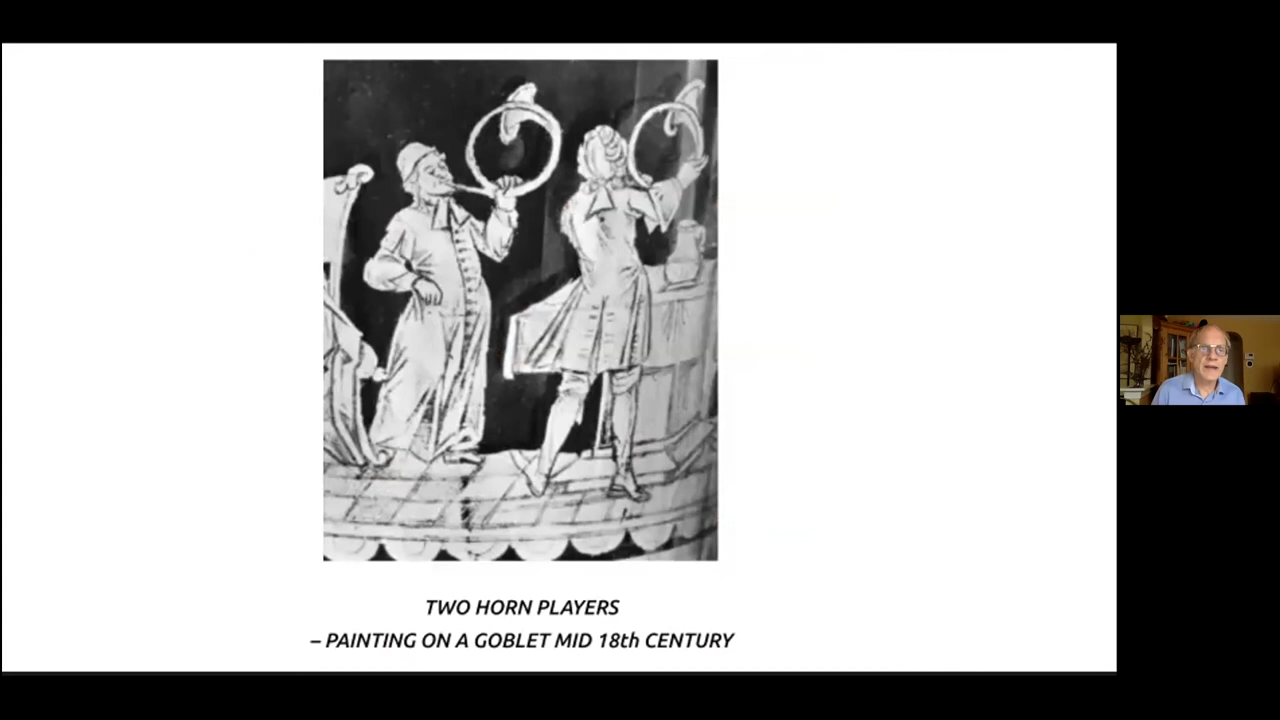 TWO HORN PLAYERS
– PAINTING ON A GOBLET MID 18th CENTURY